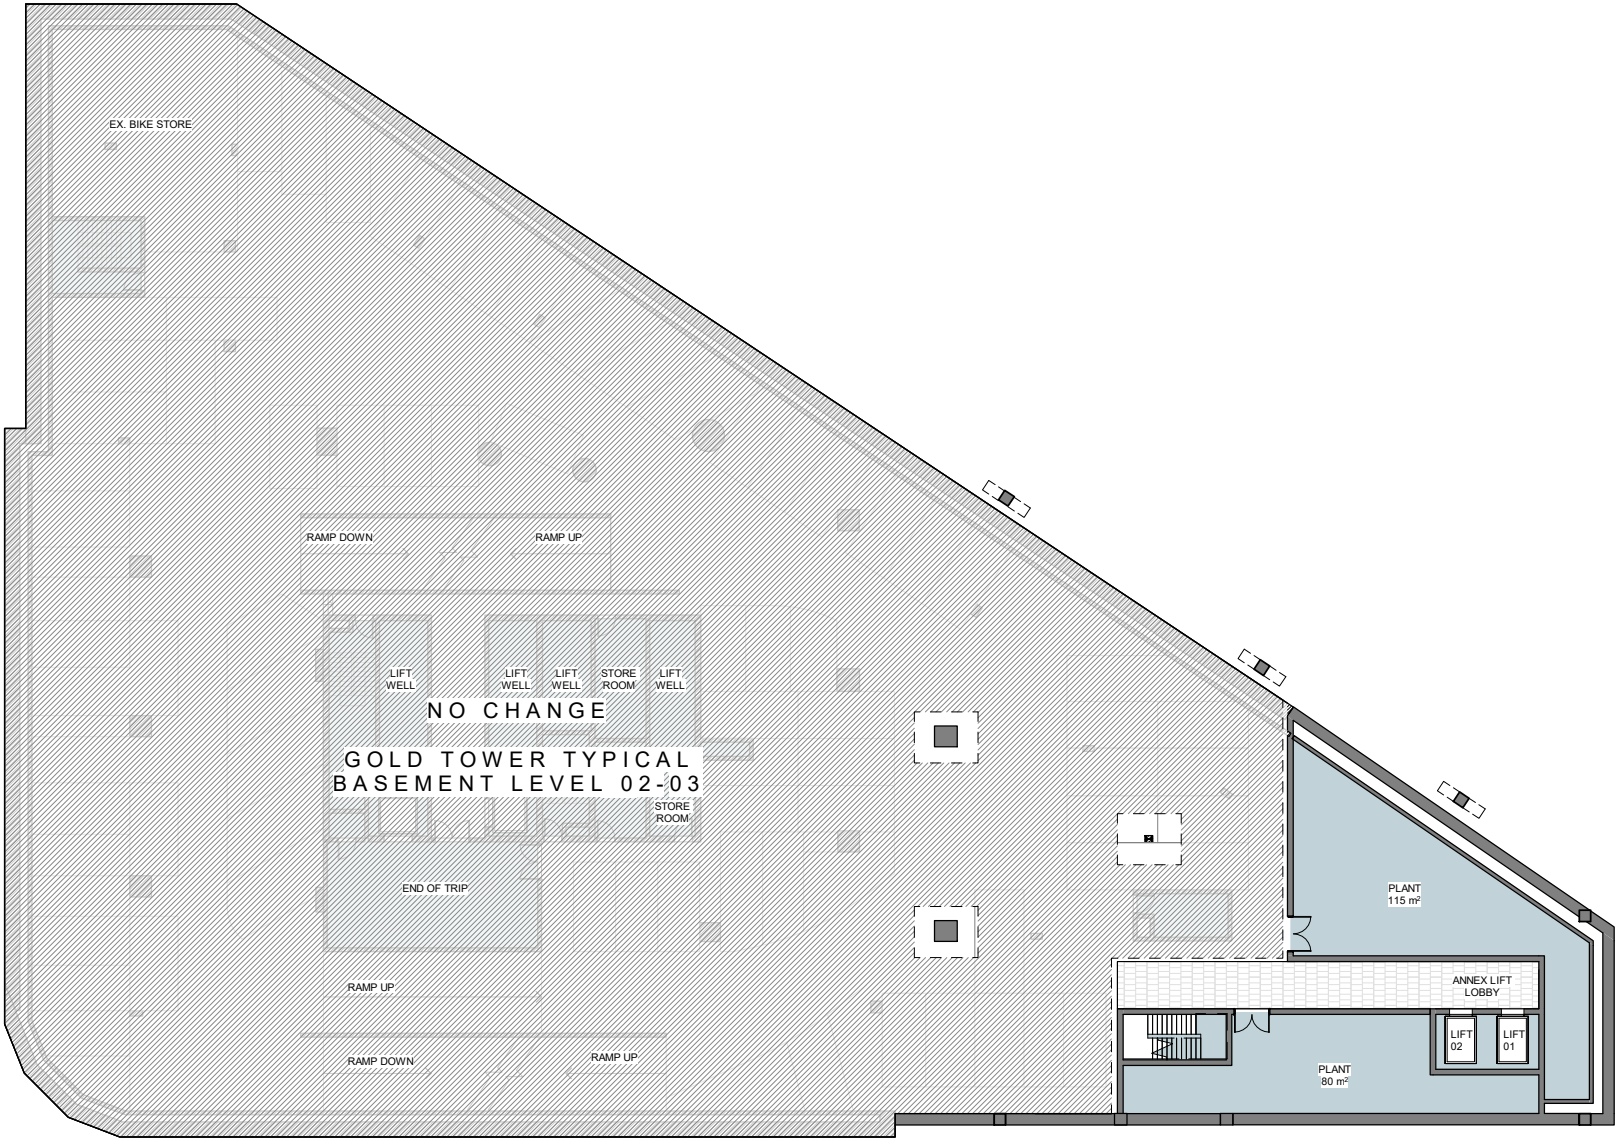 EX. BIKE STORE
RAMP DOWN
RAMP UP
LIFT
WELL
LIFT
WELL
LIFT
WELL
STORE
ROOM
LIFT
WELL
NO CHANGE
GOLD TOWER TYPICAL
BASEMENT LEVEL 02-03
STORE
ROOM
END OF TRIP
PLANT
115 m²
RAMP UP
ANNEX LIFT
LOBBY
LIFT
02
LIFT
01
RAMP DOWN
RAMP UP
PLANT
80 m²